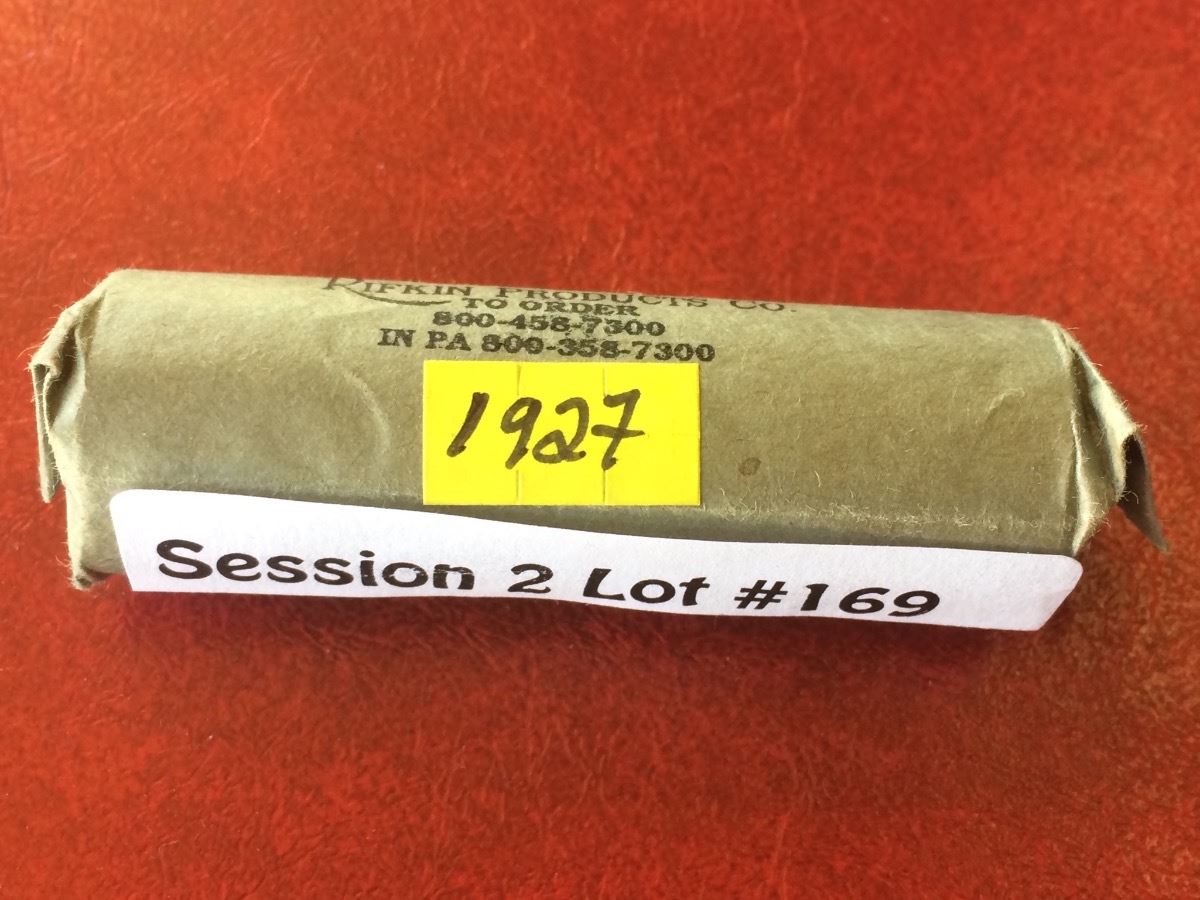 RIFKIN PRODUCTS CO.
TO ORDER
800-458-7300
IN PA 800-358-7300
1927
Session 2 Lot #169